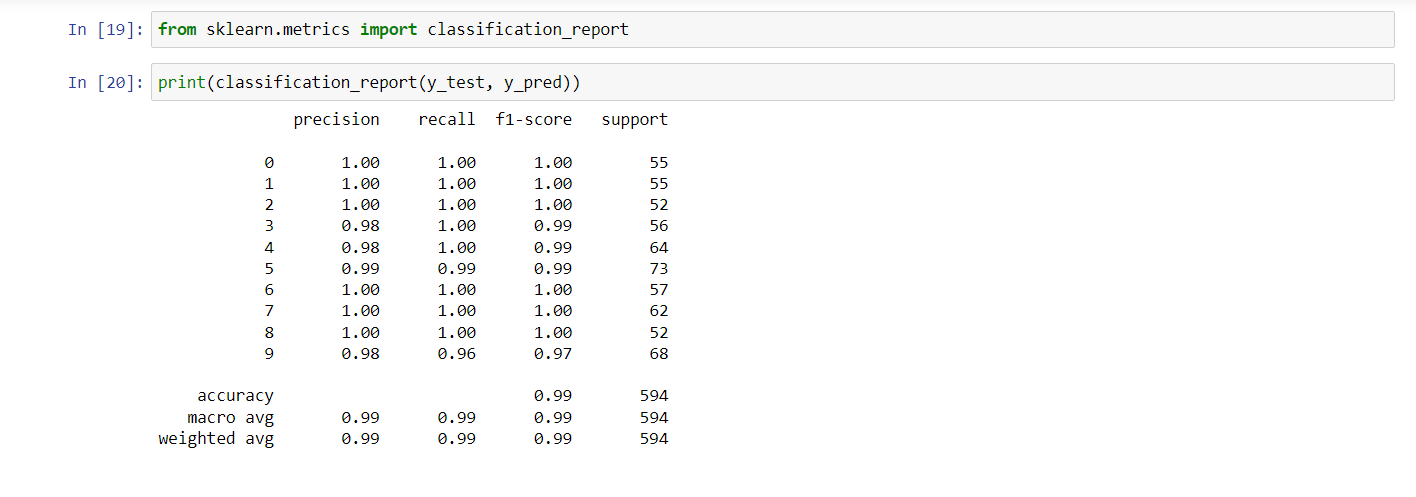 In [19]: from sklearn.metrics import classification_report
In [20]: print(classification_report(y_test, y_pred))
precision recall f1-score support
0 1.00 1.00 1.00 55
1 1.00 1.00 1.00 55
2 1.00 1.00 1.00 52
3 0.98 1.00 0.99 56
4 0.98 1.00 0.99 64
5 0.99 0.99 0.99 73
6 1.00 1.00 1.00 57
7 1.00 1.00 1.00 62
8 1.00 1.00 1.00 52
9 0.98 0.96 0.97 68
accuracy 0.99 594
macro avg 0.99 0.99 0.99 594
weighted avg 0.99 0.99 0.99 594